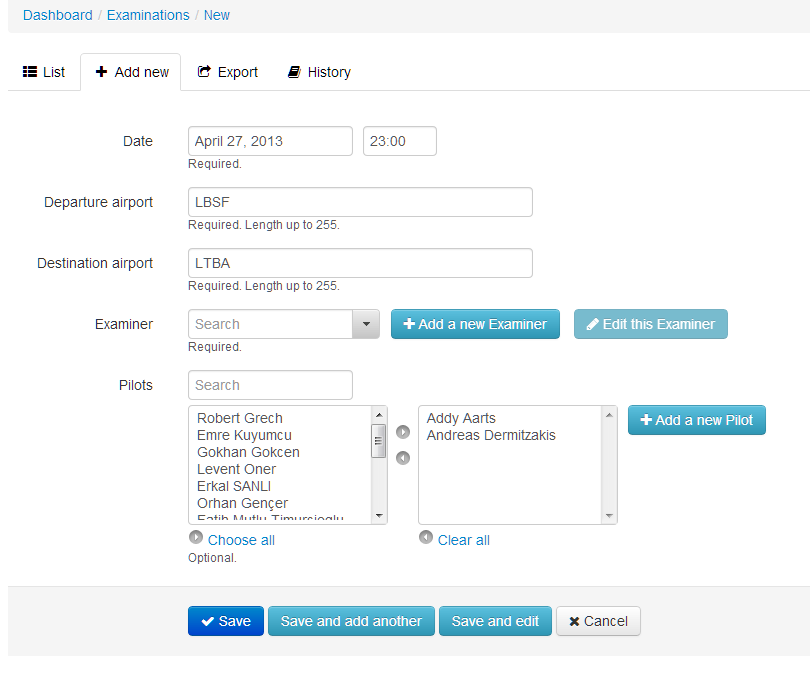 Dashboard / Examinations / New
List Add new Export History
Date April 27, 2013 23:00
Required.
Departure airport LBSF
Required. Length up to 255.
Destination airport LTBA
Required. Length up to 255.
Examiner Search Add a new Examiner Edit this Examiner
Required.
Pilots Search
Robert Grech Addy Aarts Add a new Pilot
Emre Kuyumcu Andreas Dermitzakis
Gokhan Gokcen
Levent Oner
Erkal SANLI
Orhan Gençer
Fatih Mutlu Timursioglu
Choose all Clear all
Optional.
Save Save and add another Save and edit Cancel